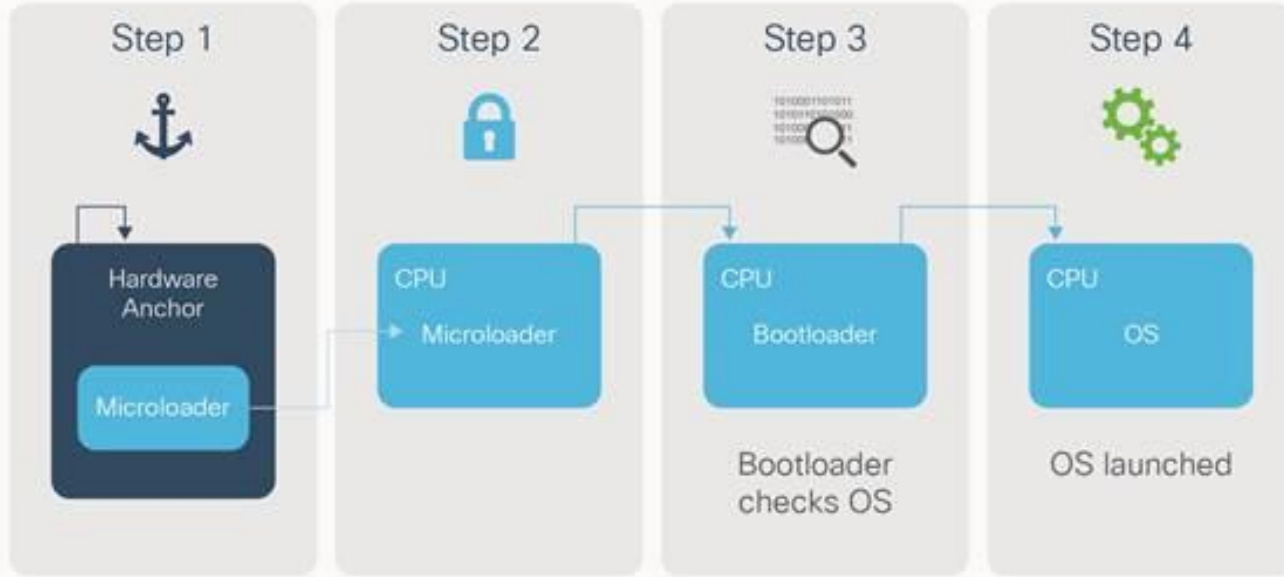 Step 1
Hardware
Anchor
Microloader
Step 2
CPU
Microloader
Step 3
CPU
Bootloader
Bootloader
checks OS
Step 4
CPU
OS
OS launched